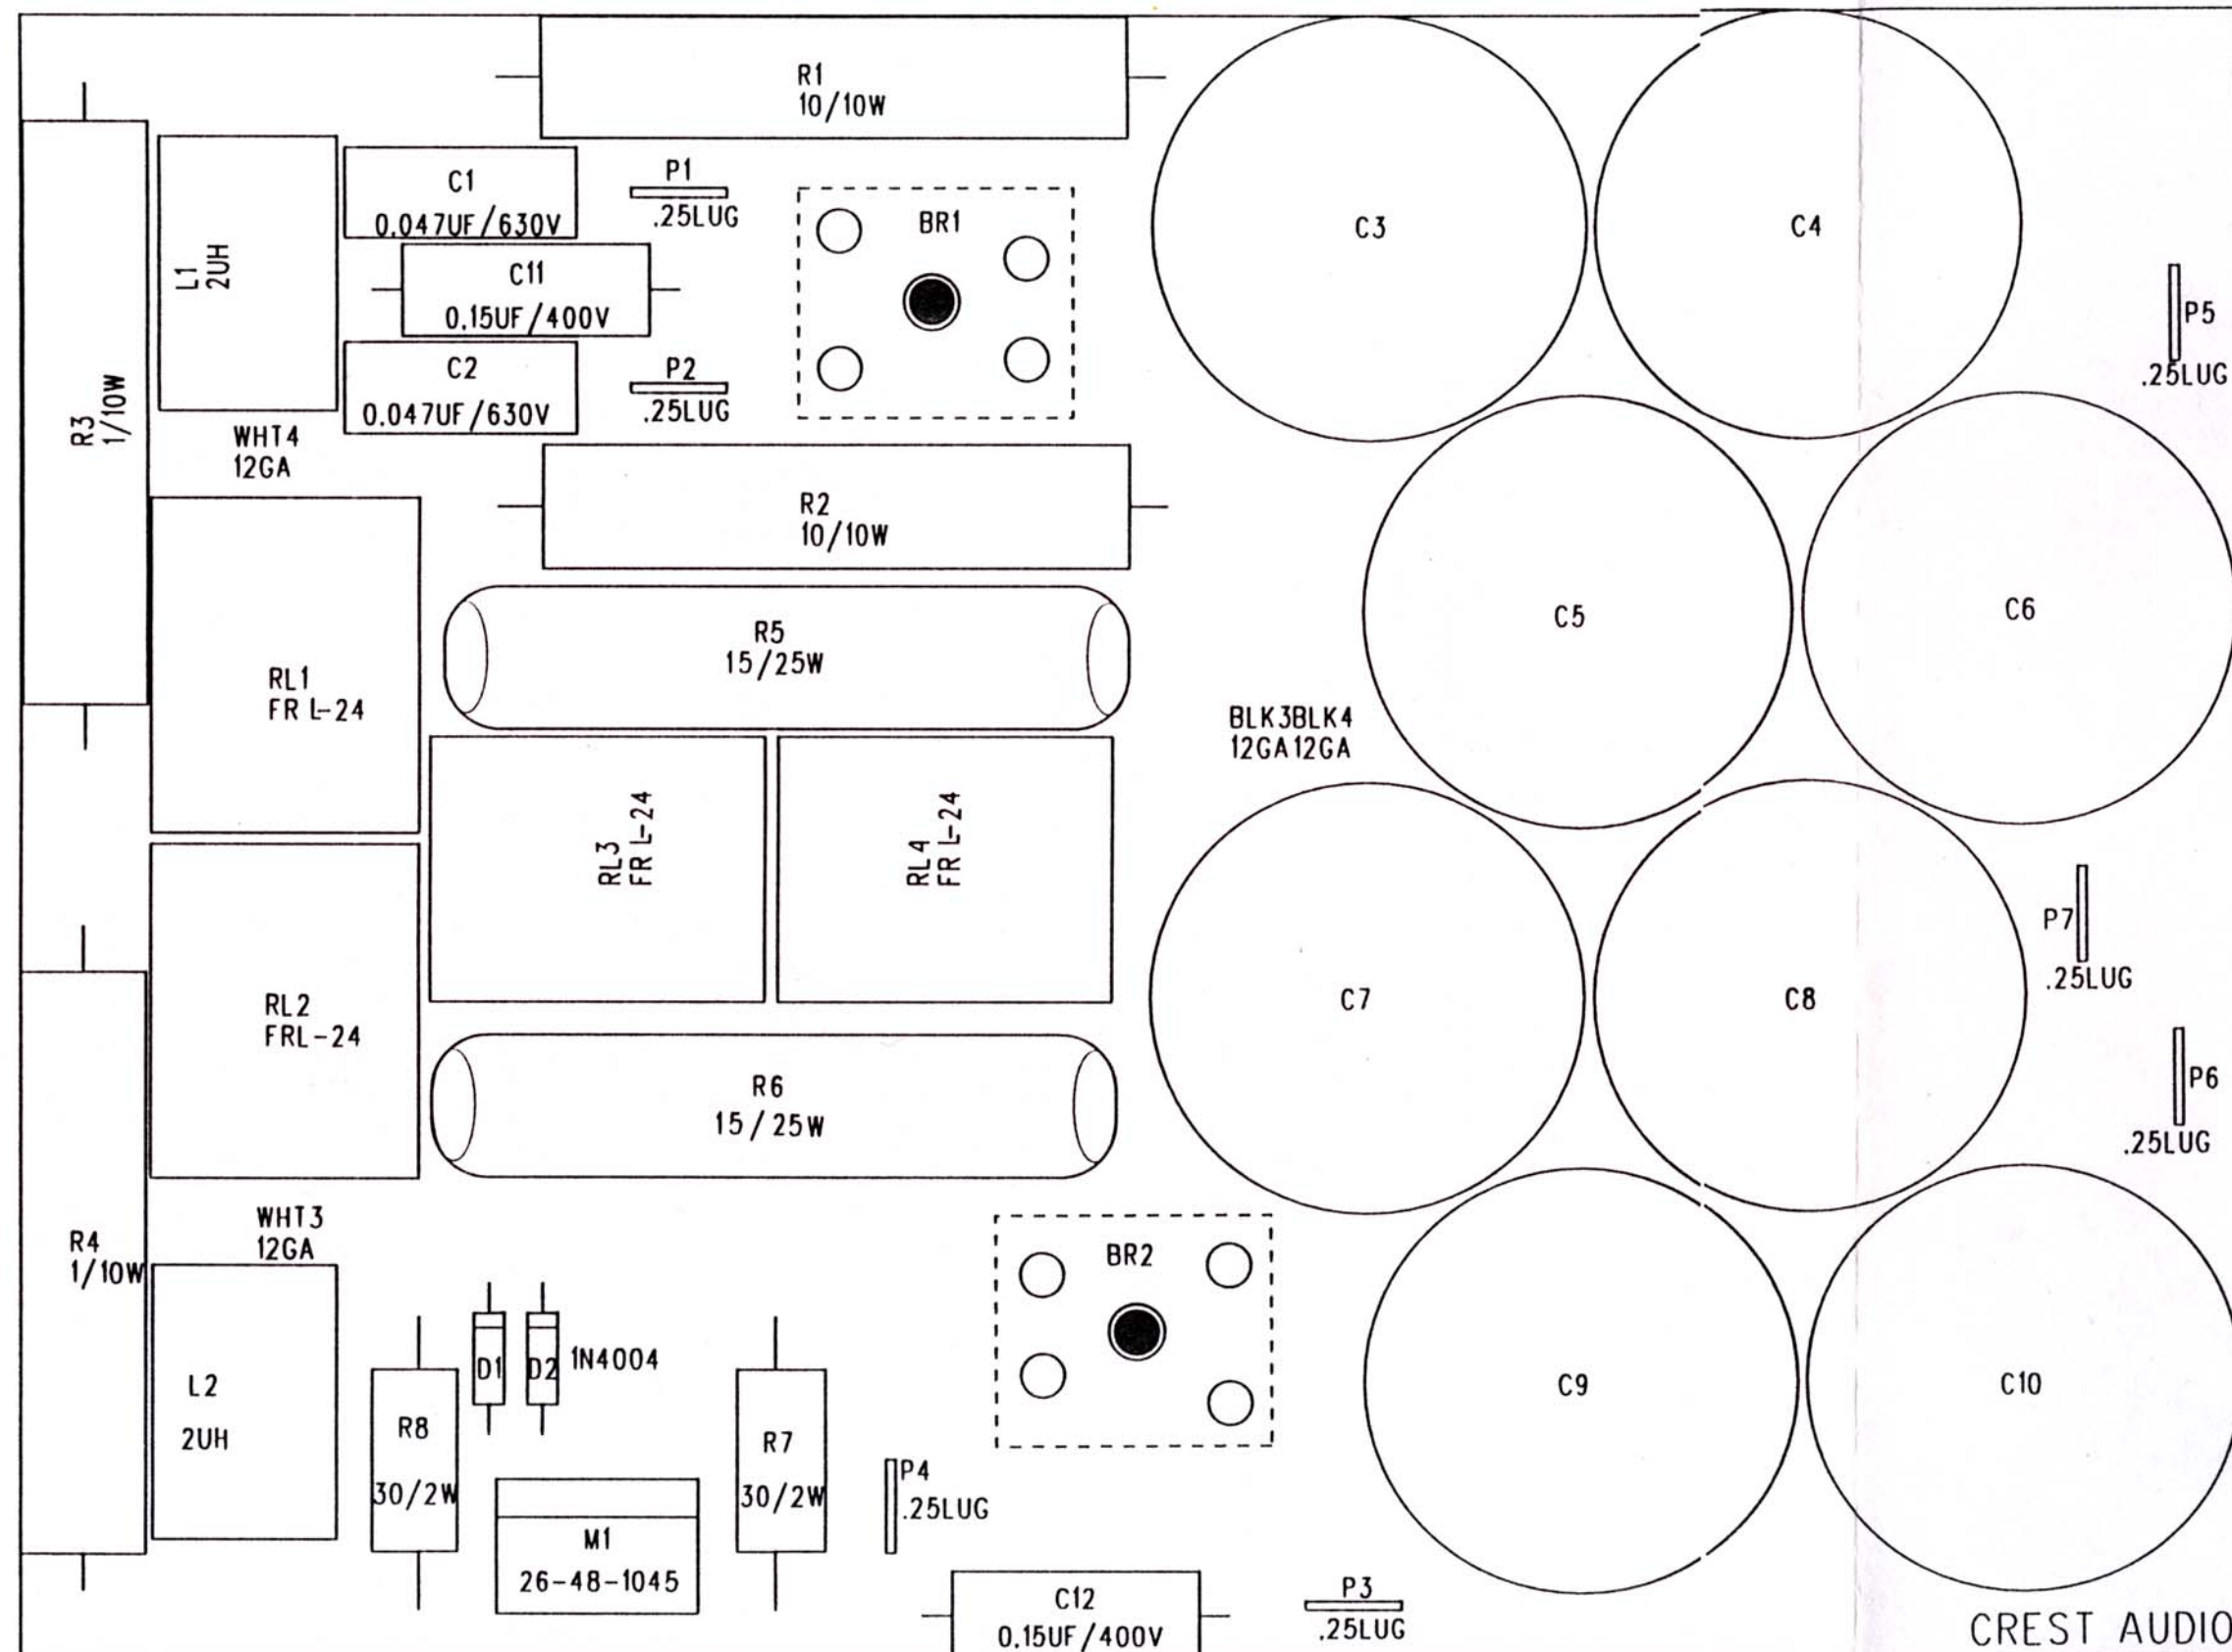 R1
10/10W
C1
0.047UF/630V
P1
.25LUG
BR1
C3
C4
L1
2UH
C11
0.15UF/400V
P5
.25LUG
R3
1/10W
C2
0.047UF/630V
P2
.25LUG
WHT4
12GA
R2
10/10W
C5
C6
R5
15/25W
RL1
FR L-24
BLK3BLK4
12GA12GA
RL3
FR L-24
RL4
FR L-24
P7
.25LUG
RL2
FRL-24
C7
C8
R6
15/25W
P6
.25LUG
WHT3
12GA
R4
1/10W
BR2
D1
D2
1N4004
L2
2UH
C9
C10
R8
30/2W
R7
30/2W
P4
.25LUG
M1
26-48-1045
C12
0.15UF/400V
P3
.25LUG
CREST AUDIO